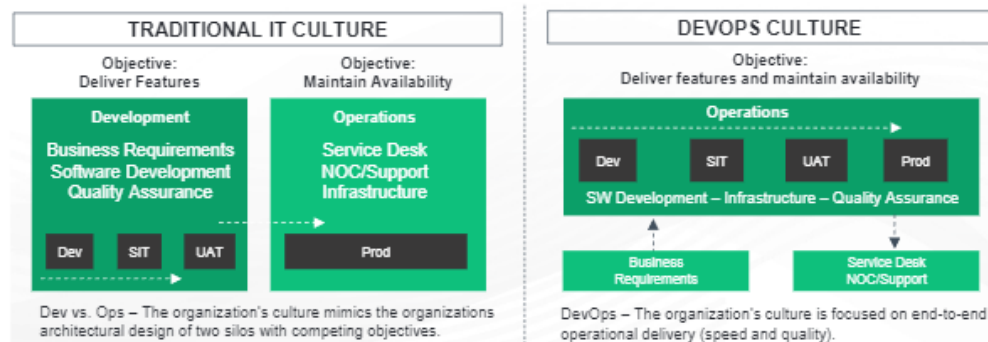 TRADITIONAL IT CULTURE
Objective:
Deliver Features
Objective:
Maintain Availability
Development
Business Requirements
Software Development
Quality Assurance
Dev
SIT
UAT
Operations
Service Desk
NOC/Support
Infrastructure
Prod
Dev vs. Ops – The organization's culture mimics the organizations
architectural design of two silos with competing objectives.
DEVOPS CULTURE
Objective:
Deliver features and maintain availability
Operations
Dev
SIT
UAT
Prod
SW Development – Infrastructure – Quality Assurance
Business
Requirements
Service Desk
NOC/Support
DevOps – The organization's culture is focused on end-to-end
operational delivery (speed and quality).